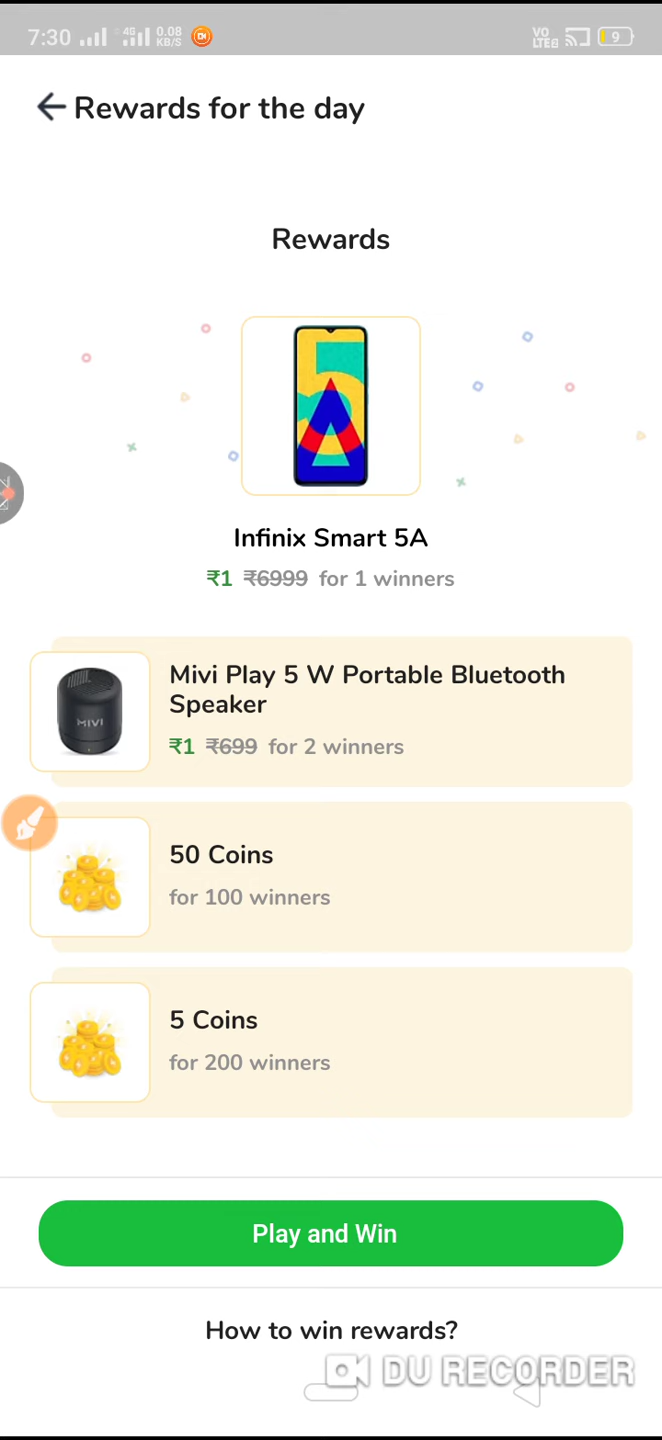 7:30 4G 0.08 KB/S VO LTE 9
Rewards for the day
Rewards
Infinix Smart 5A
₹1 ₹6999 for 1 winners
Mivi Play 5 W Portable Bluetooth
Speaker
MIVI
₹1 ₹699 for 2 winners
50 Coins
for 100 winners
5 Coins
for 200 winners
Play and Win
How to win rewards?
DU RECORDER